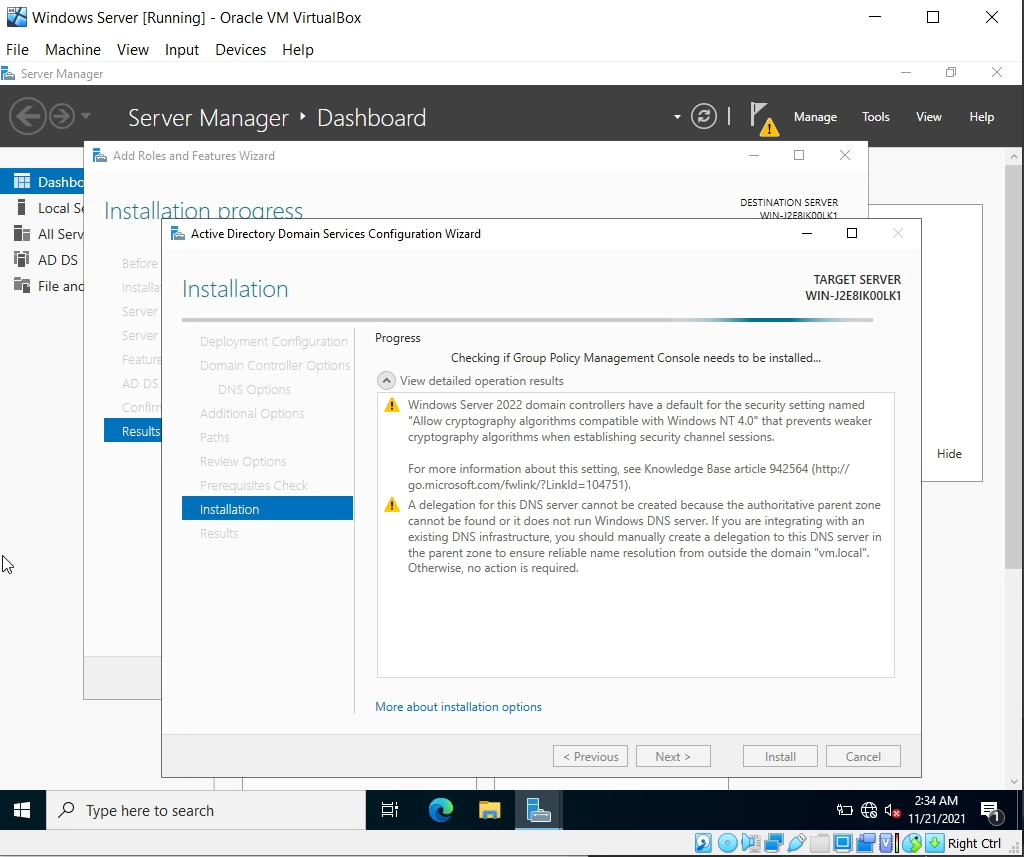 Windows Server [Running] - Oracle VM VirtualBox
File Machine View Input Devices Help
Server Manager
Server Manager Dashboard
Manage Tools View Help
Add Roles and Features Wizard
Dashbo
Local Se
All Serv
AD DS
File and
Installation progress
DESTINATION SERVER
WIN-J2E8IK00LK1
Before
Installa
Server
Server
Feature
AD DS
Confirm
Results
Hide
Active Directory Domain Services Configuration Wizard
Installation
TARGET SERVER
WIN-J2E8IK00LK1
Deployment Configuration
Domain Controller Options
DNS Options
Additional Options
Paths
Review Options
Prerequisites Check
Installation
Results
Progress
Checking if Group Policy Management Console needs to be installed...
View detailed operation results
Windows Server 2022 domain controllers have a default for the security setting named
"Allow cryptography algorithms compatible with Windows NT 4.0" that prevents weaker
cryptography algorithms when establishing security channel sessions.
For more information about this setting, see Knowledge Base article 942564 (http://
go.microsoft.com/fwlink/?LinkId=104751).
A delegation for this DNS server cannot be created because the authoritative parent zone
cannot be found or it does not run Windows DNS server. If you are integrating with an
existing DNS infrastructure, you should manually create a delegation to this DNS server in
the parent zone to ensure reliable name resolution from outside the domain "vm.local".
Otherwise, no action is required.
More about installation options
< Previous Next > Install Cancel
Type here to search
2:34 AM
11/21/2021
1
Right Ctrl